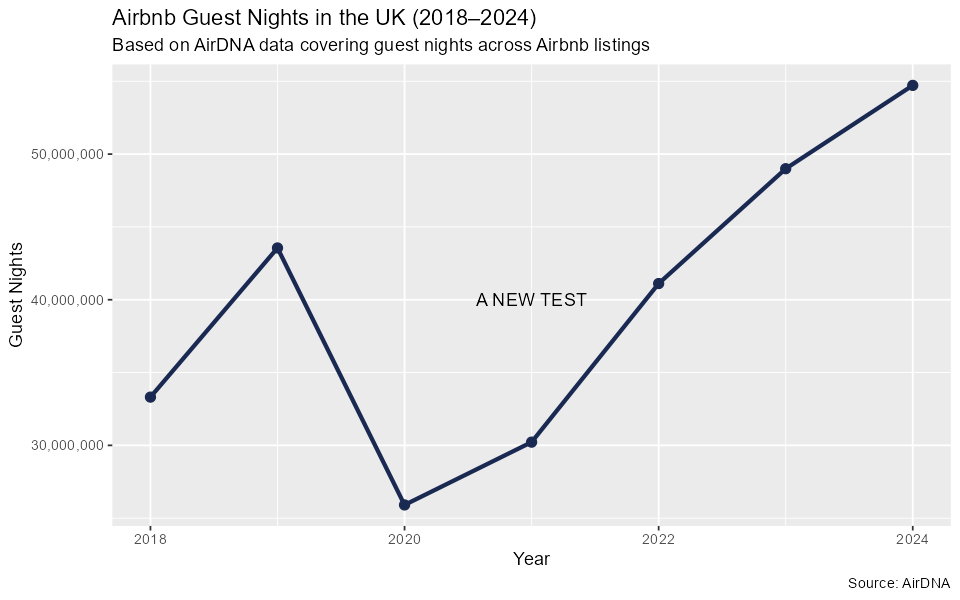 Airbnb Guest Nights in the UK (2018–2024)
Based on AirDNA data covering guest nights across Airbnb listings
Guest Nights
50,000,000
40,000,000
30,000,000
A NEW TEST
2018
2020
2022
2024
Year
Source: AirDNA